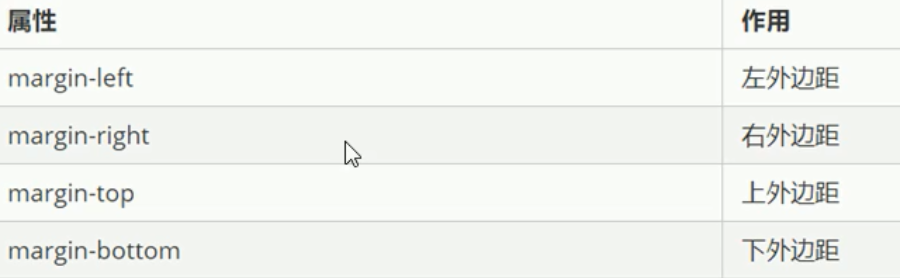 属性 作用
margin-left 左外边距
margin-right 右外边距
margin-top 上外边距
margin-bottom 下外边距